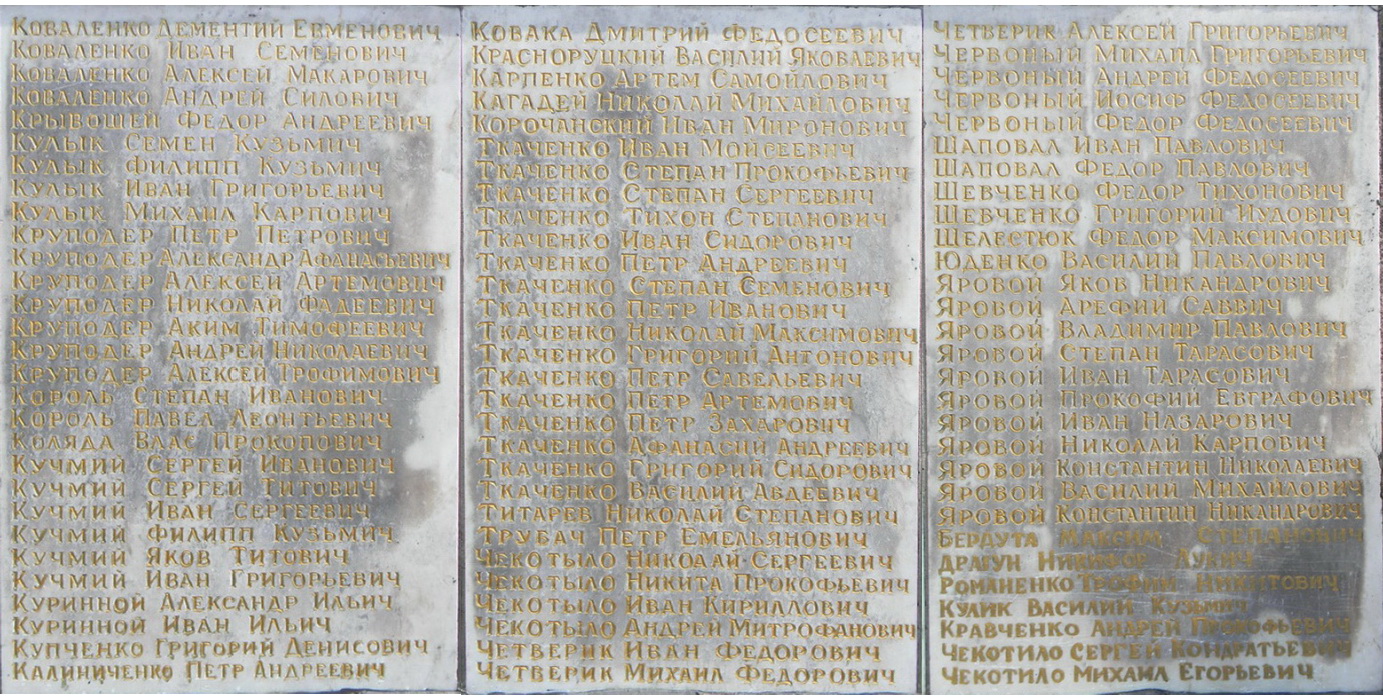 Коваленко Дементий Евменович
Коваленко Иван Семенович
Коваленко Алексей Макарович
Коваленко Андрей Силович
Крывошей Федор Андреевич
Кулык Семен Кузьмич
Кулык Филипп Кузьмич
Кулык Иван Григорьевич
Кулык Михаил Карпович
Круподер Петр Петрович
Круподер Александр Афанасьевич
Круподер Алексей Артемович
Круподер Николай Фадеевич
Круподер Аким Тимофеевич
Круподер Андрей Николаевич
Круподер Алексей Трофимович
Король Степан Иванович
Король Павел Леонтьевич
Коляда Влас Прокопович
Кучмий Сергей Иванович
Кучмий Сергей Титович
Кучмий Иван Сергеевич
Кучмий Филипп Кузьмич
Кучмий Яков Титович
Кучмий Иван Григорьевич
Куринной Александр Ильич
Куринной Иван Ильич
Купченко Григорий Денисович
Калиниченко Петр Андреевич
Ковака Дмитрий Федосеевич
Красноруцкий Василий Яковлевич
Карпенко Артем Самойлович
Кагадей Николай Михайлович
Корочанский Иван Миронович
Ткаченко Иван Моисеевич
Ткаченко Степан Прокофьевич
Ткаченко Степан Сергеевич
Ткаченко Тихон Степанович
Ткаченко Иван Сидорович
Ткаченко Петр Андреевич
Ткаченко Степан Семенович
Ткаченко Петр Иванович
Ткаченко Николай Максимович
Ткаченко Григорий Антонович
Ткаченко Петр Савельевич
Ткаченко Петр Артемович
Ткаченко Петр Захарович
Ткаченко Афанасий Андреевич
Ткаченко Григорий Сидорович
Ткаченко Василий Авдеевич
Титарев Николай Степанович
Трубач Петр Емельянович
Чекотыло Николай Сергеевич
Чекотыло Никита Прокофьевич
Чекотыло Иван Кириллович
Чекотыло Андрей Митрофанович
Четверик Иван Федорович
Четверик Михаил Федорович
Четверик Алексей Григорьевич
Червоный Михаил Григорьевич
Червоный Андрей Федосеевич
Червоный Иосиф Федосеевич
Червоный Федор Федосеевич
Шаповал Иван Павлович
Шаповал Федор Павлович
Шевченко Федор Тихонович
Шевченко Григорий Иудович
Шелестюк Федор Максимович
Юденко Василий Павлович
Яровой Яков Никандрович
Яровой Арефий Саввич
Яровой Владимир Павлович
Яровой Степан Тарасович
Яровой Иван Тарасович
Яровой Прокофий Евграфович
Яровой Иван Назарович
Яровой Николай Карпович
Яровой Константин Николаевич
Яровой Василий Михайлович
Яровой Константин Никандрович
Бердута Максим Степанович
Драгун Никифор Лукич
Романенко Трофим Никитович
Кулик Василий Кузьмич
Кравченко Андрей Прокофьевич
Чекотило Сергей Кондратьевич
Чекотило Михаил Егорьевич